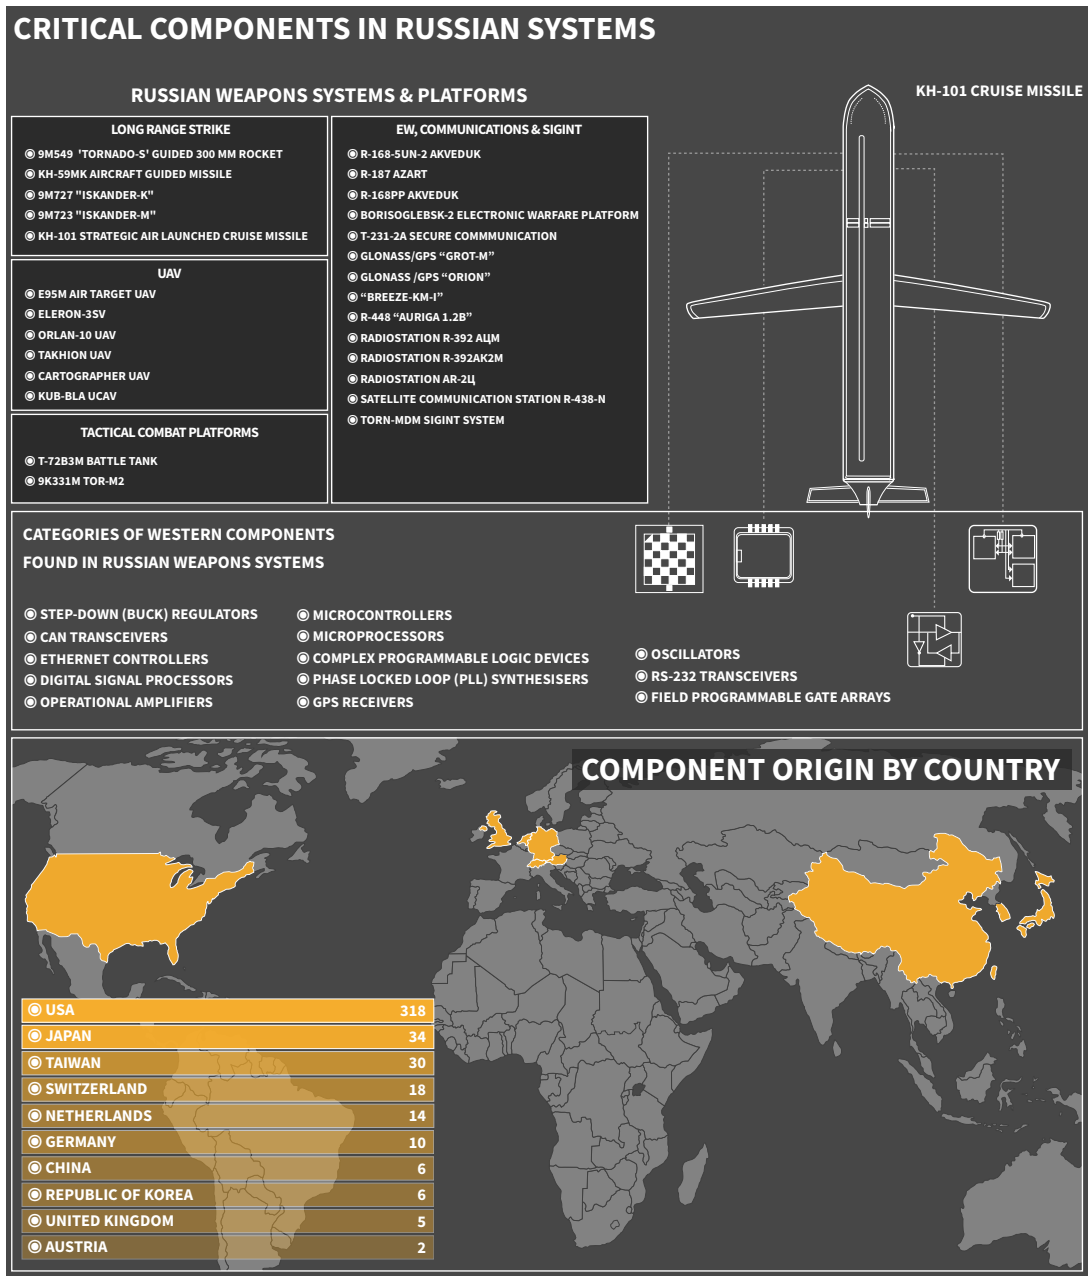 CRITICAL COMPONENTS IN RUSSIAN SYSTEMS
RUSSIAN WEAPONS SYSTEMS & PLATFORMS
LONG RANGE STRIKE
9M549 'TORNADO-S' GUIDED 300 MM ROCKET
KH-59MK AIRCRAFT GUIDED MISSILE
9M727 "ISKANDER-K"
9M723 "ISKANDER-M"
KH-101 STRATEGIC AIR LAUNCHED CRUISE MISSILE
UAV
E95M AIR TARGET UAV
ELERON-3SV
ORLAN-10 UAV
TAKHION UAV
CARTOGRAPHER UAV
KUB-BLA UCAV
TACTICAL COMBAT PLATFORMS
T-72B3M BATTLE TANK
9K331M TOR-M2
EW, COMMUNICATIONS & SIGINT
R-168-5UN-2 AKVEDUK
R-187 AZART
R-168PP AKVEDUK
BORISOGLEBSK-2 ELECTRONIC WARFARE PLATFORM
T-231-2A SECURE COMMMUNICATION
GLONASS/GPS “GROT-M”
GLONASS /GPS “ORION”
“BREEZE-KM-I”
R-448 “AURIGA 1.2B”
RADIOSTATION R-392 АЦМ
RADIOSTATION R-392AK2M
RADIOSTATION AR-2Ц
SATELLITE COMMUNICATION STATION R-438-N
TORN-MDM SIGINT SYSTEM
KH-101 CRUISE MISSILE
CATEGORIES OF WESTERN COMPONENTS
FOUND IN RUSSIAN WEAPONS SYSTEMS
STEP-DOWN (BUCK) REGULATORS
CAN TRANSCEIVERS
ETHERNET CONTROLLERS
DIGITAL SIGNAL PROCESSORS
OPERATIONAL AMPLIFIERS
MICROCONTROLLERS
MICROPROCESSORS
COMPLEX PROGRAMMABLE LOGIC DEVICES
PHASE LOCKED LOOP (PLL) SYNTHESISERS
GPS RECEIVERS
OSCILLATORS
RS-232 TRANSCEIVERS
FIELD PROGRAMMABLE GATE ARRAYS
COMPONENT ORIGIN BY COUNTRY
USA 318
JAPAN 34
TAIWAN 30
SWITZERLAND 18
NETHERLANDS 14
GERMANY 10
CHINA 6
REPUBLIC OF KOREA 6
UNITED KINGDOM 5
AUSTRIA 2